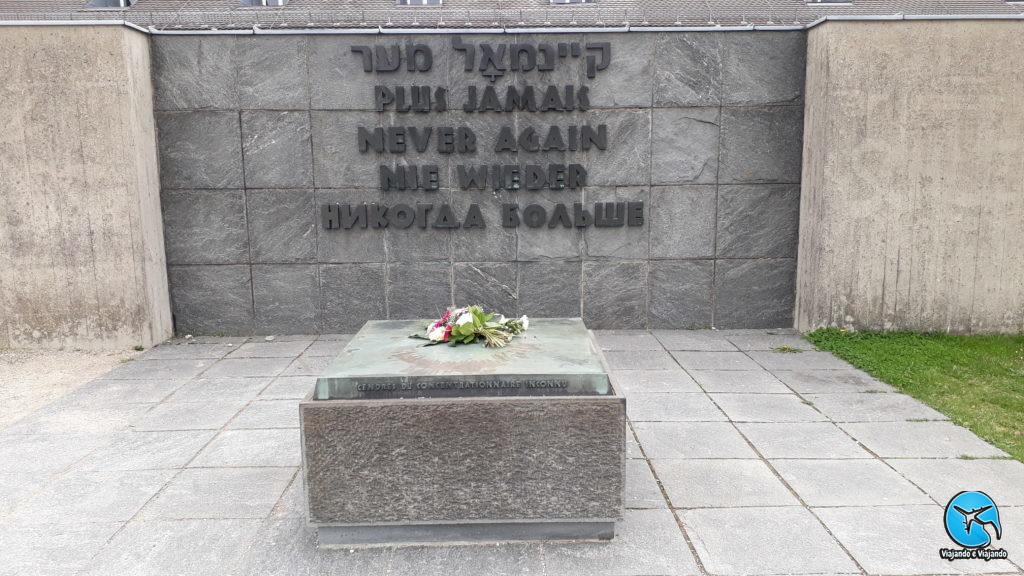 קיינמאָל מער
PLUS JAMAIS
NEVER AGAIN
NIE WIEDER
НИКОГДА БОЛЬШЕ
CENDRES DU CONCENTRATIONNAIRE INCONNU
Viajando e Viajando